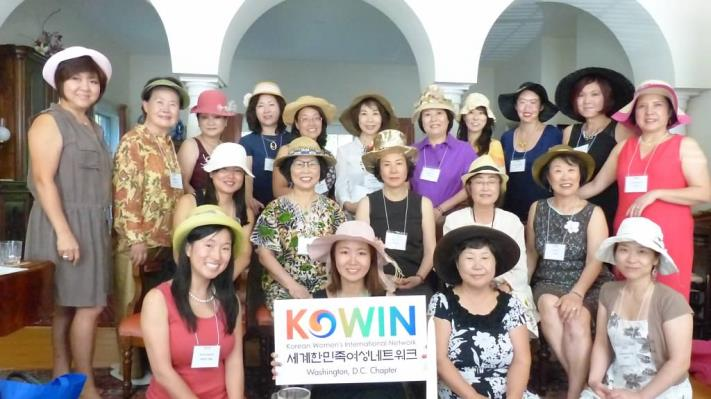 KOWIN
Korean Women's International Network
세계한민족여성네트워크
Washington, D.C. Chapter